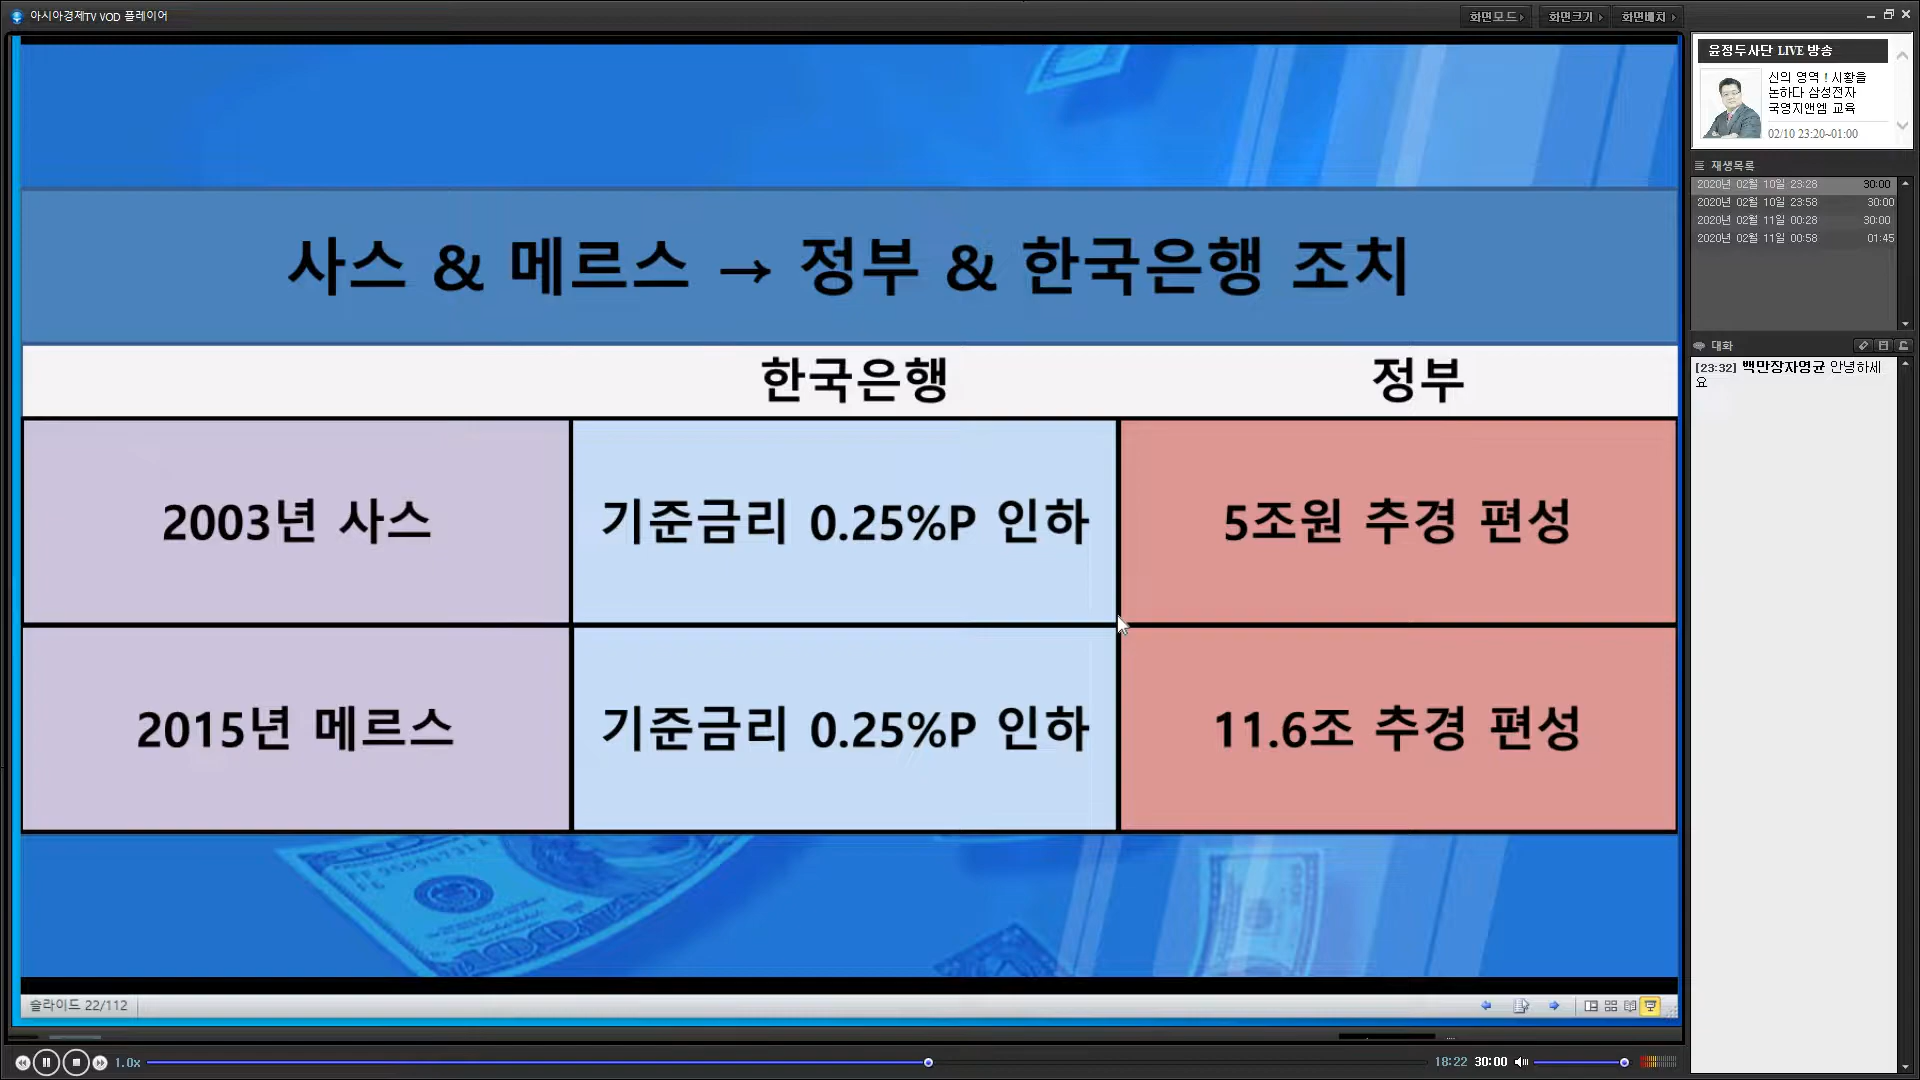 아시아경제TV VOD 플레이어
화면모드
화면크기
화면배치
윤정두사단 LIVE 방송
신의 영역 ! 시황을
논하다 삼성전자
국영지앤엠 교육
02/10 23:20~01:00
재생목록
2020년 02월 10일 23:28 30:00
2020년 02월 10일 23:58 30:00
2020년 02월 11일 00:28 30:00
2020년 02월 11일 00:58 01:45
대화
[23:32] 백만장자영균 안녕하세
요
사스 & 메르스 → 정부 & 한국은행 조치
한국은행 정부
2003년 사스 기준금리 0.25%P 인하 5조원 추경 편성
2015년 메르스 기준금리 0.25%P 인하 11.6조 추경 편성
슬라이드 22/112
1.0x
18:22 30:00